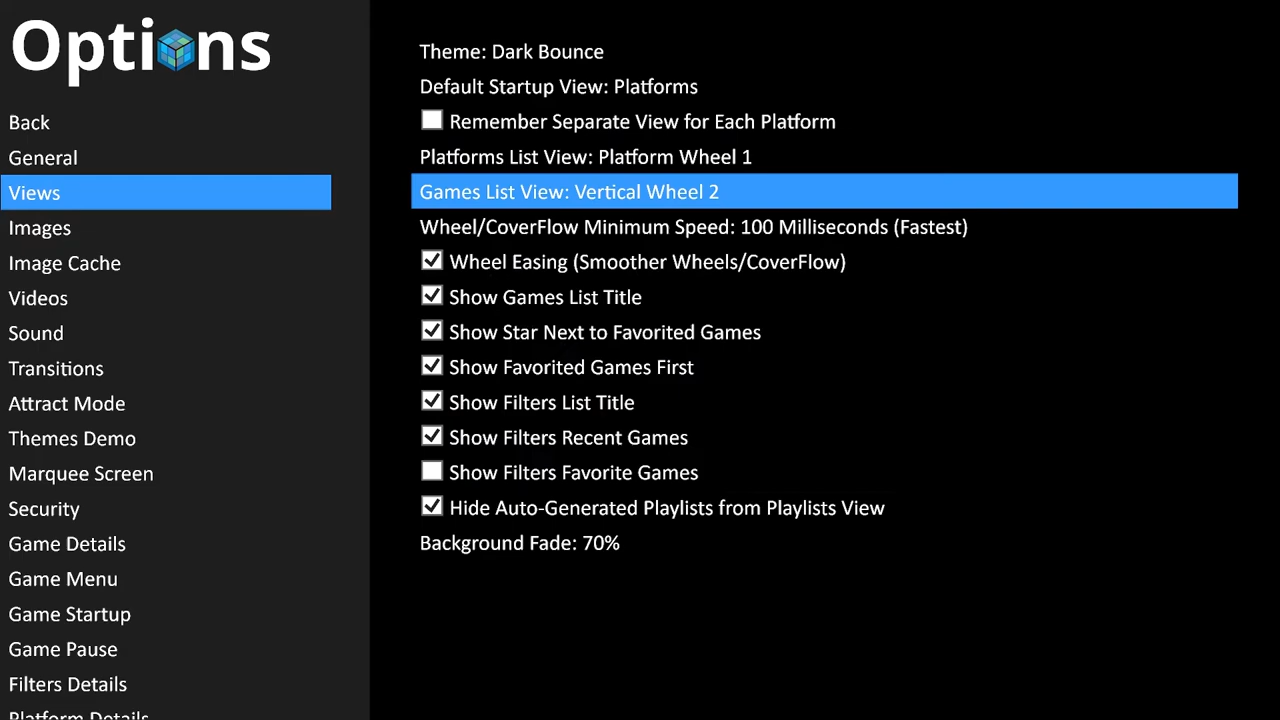 Options
Back
General
Views
Images
Image Cache
Videos
Sound
Transitions
Attract Mode
Themes Demo
Marquee Screen
Security
Game Details
Game Menu
Game Startup
Game Pause
Filters Details
Platform Details
Theme: Dark Bounce
Default Startup View: Platforms
Remember Separate View for Each Platform
Platforms List View: Platform Wheel 1
Games List View: Vertical Wheel 2
Wheel/CoverFlow Minimum Speed: 100 Milliseconds (Fastest)
Wheel Easing (Smoother Wheels/CoverFlow)
Show Games List Title
Show Star Next to Favorited Games
Show Favorited Games First
Show Filters List Title
Show Filters Recent Games
Show Filters Favorite Games
Hide Auto-Generated Playlists from Playlists View
Background Fade: 70%